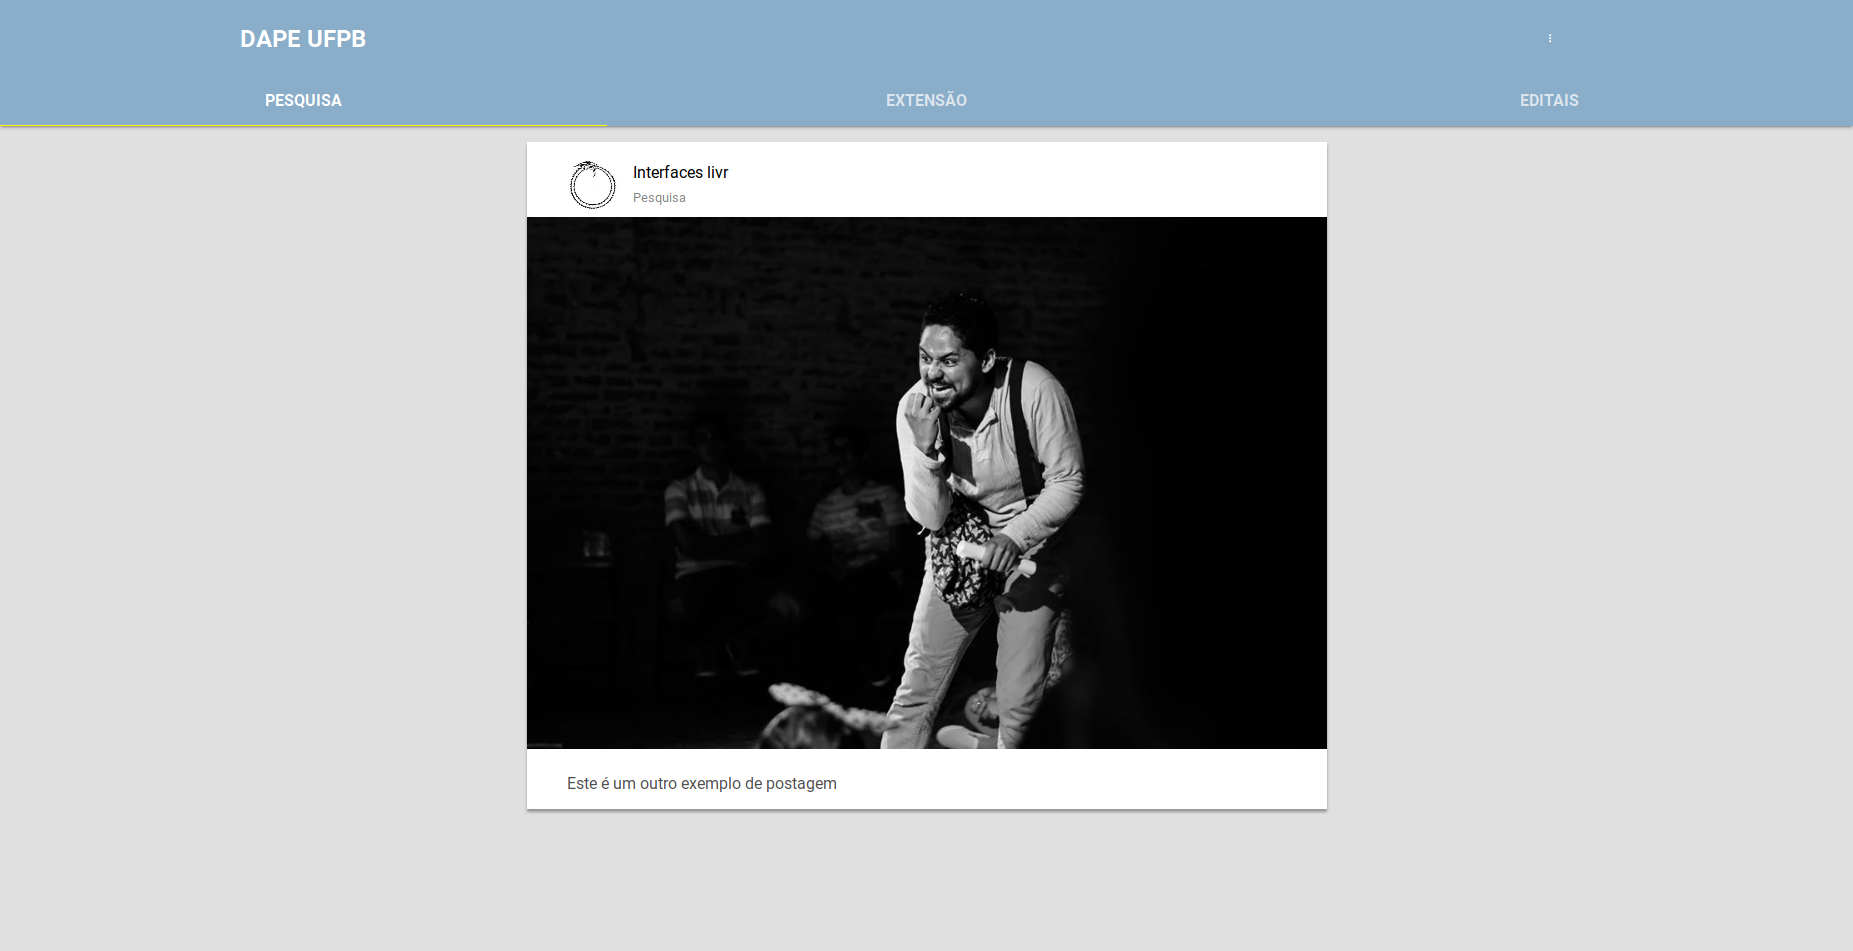 DAPE UFPB
PESQUISA
EXTENSÃO
EDITAIS
Interfaces livr
Pesquisa
Este é um outro exemplo de postagem